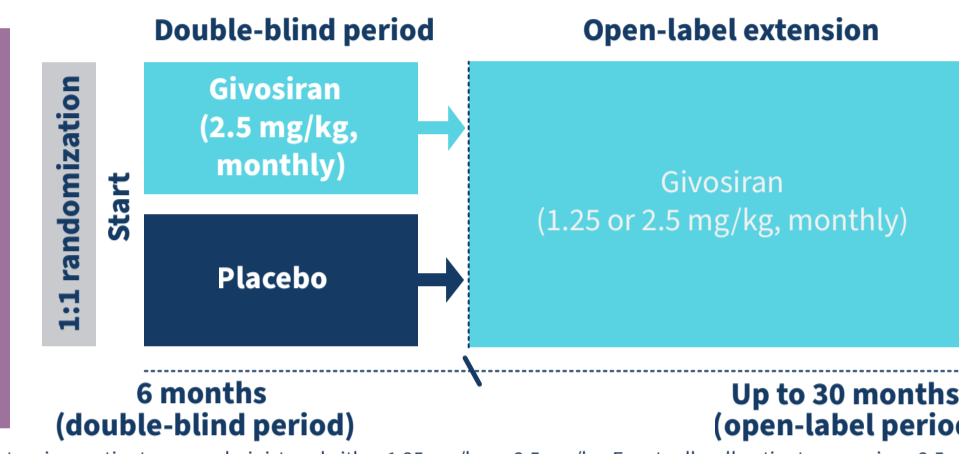 Double-blind period
Open-label extension
1:1 randomization
Start
Givosiran
(2.5 mg/kg,
monthly)
Placebo
Givosiran
(1.25 or 2.5 mg/kg, monthly)
6 months
(double-blind period)
Up to 30 months
(open-label perio